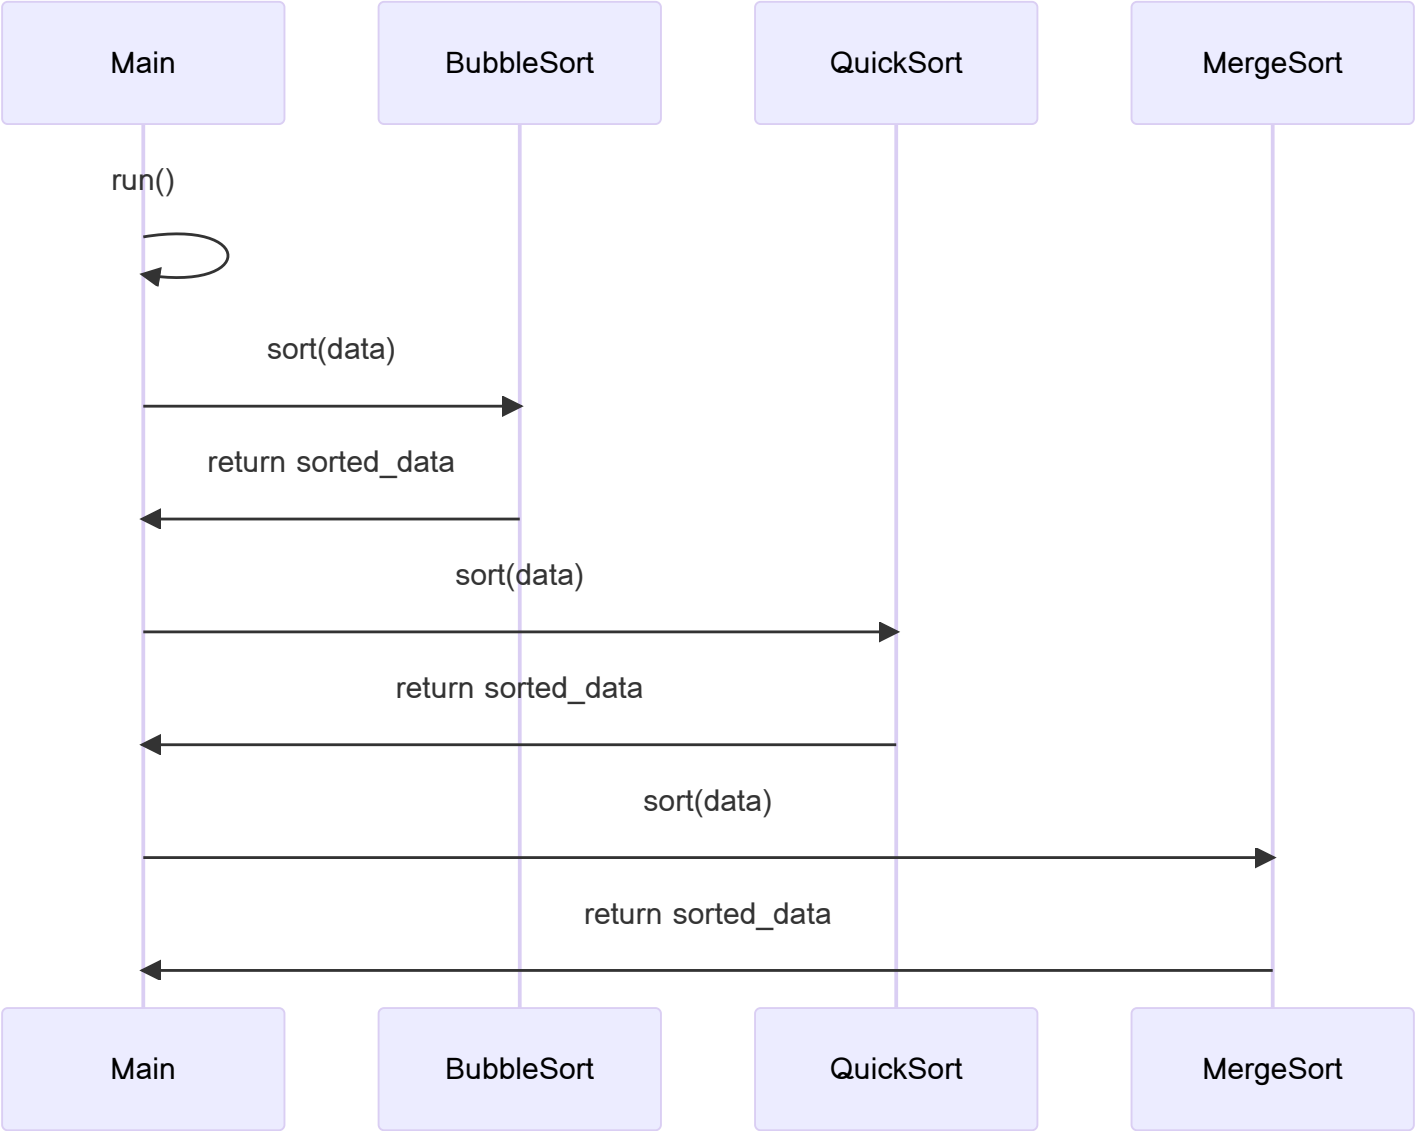 Main
BubbleSort
QuickSort
MergeSort
run()
sort(data)
return sorted_data
sort(data)
return sorted_data
sort(data)
return sorted_data
Main
BubbleSort
QuickSort
MergeSort